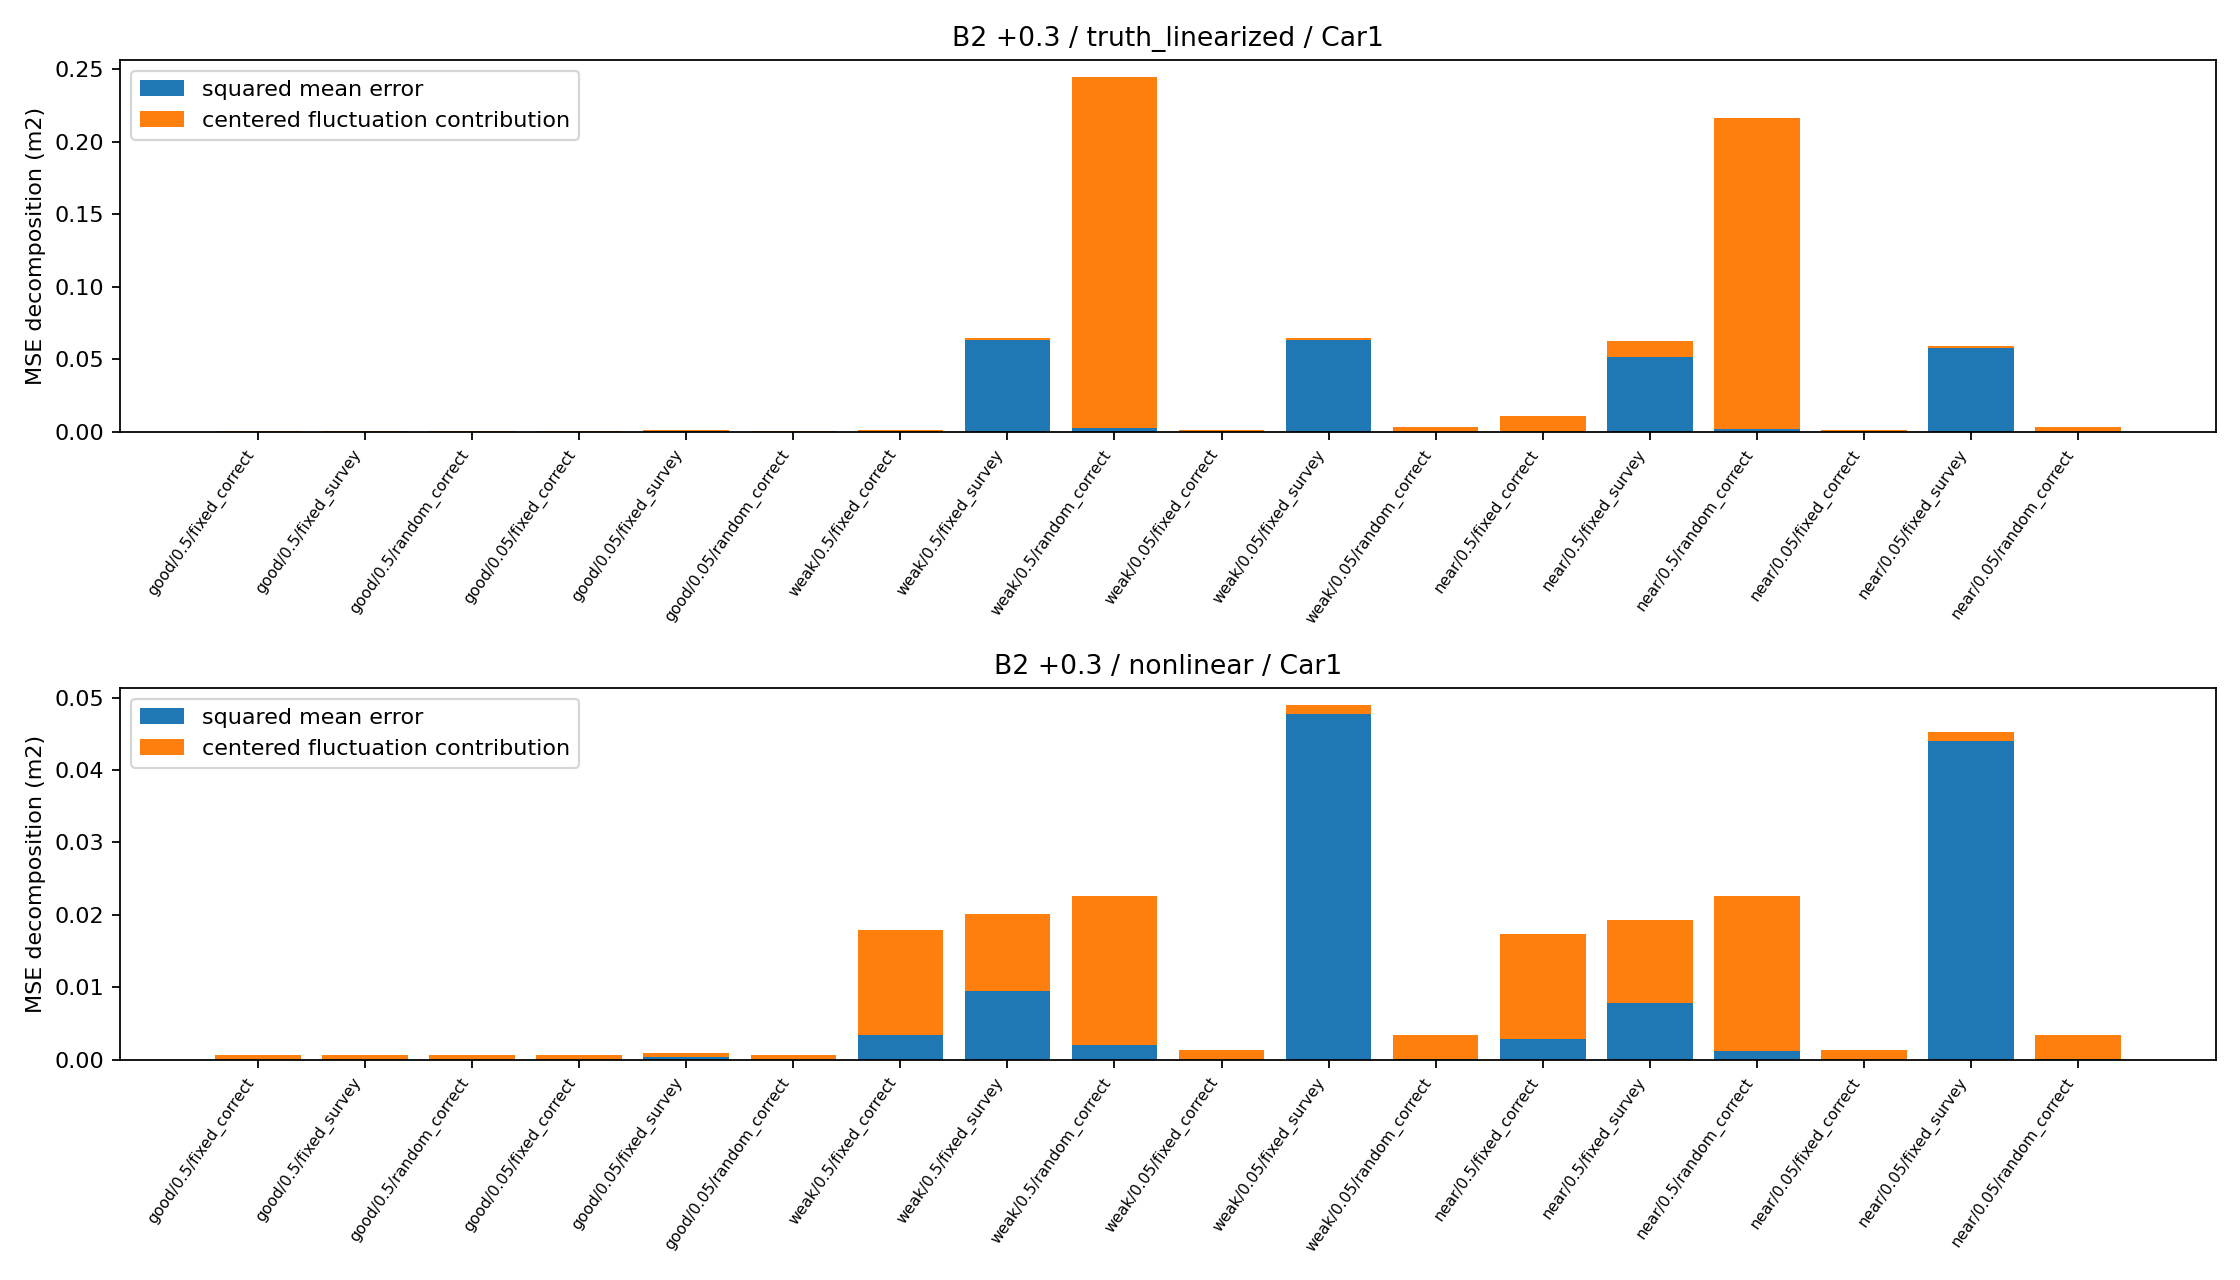 B2 +0.3 / truth_linearized / Car1
squared mean error
centered fluctuation contribution
MSE decomposition (m2)
0.25
0.20
0.15
0.10
0.05
0.00
good/0.5/fixed_correct
good/0.5/fixed_survey
good/0.5/random_correct
good/0.05/fixed_correct
good/0.05/fixed_survey
good/0.05/random_correct
weak/0.5/fixed_correct
weak/0.5/fixed_survey
weak/0.5/random_correct
weak/0.05/fixed_correct
weak/0.05/fixed_survey
weak/0.05/random_correct
near/0.5/fixed_correct
near/0.5/fixed_survey
near/0.5/random_correct
near/0.05/fixed_correct
near/0.05/fixed_survey
near/0.05/random_correct
B2 +0.3 / nonlinear / Car1
squared mean error
centered fluctuation contribution
MSE decomposition (m2)
0.05
0.04
0.03
0.02
0.01
0.00
good/0.5/fixed_correct
good/0.5/fixed_survey
good/0.5/random_correct
good/0.05/fixed_correct
good/0.05/fixed_survey
good/0.05/random_correct
weak/0.5/fixed_correct
weak/0.5/fixed_survey
weak/0.5/random_correct
weak/0.05/fixed_correct
weak/0.05/fixed_survey
weak/0.05/random_correct
near/0.5/fixed_correct
near/0.5/fixed_survey
near/0.5/random_correct
near/0.05/fixed_correct
near/0.05/fixed_survey
near/0.05/random_correct